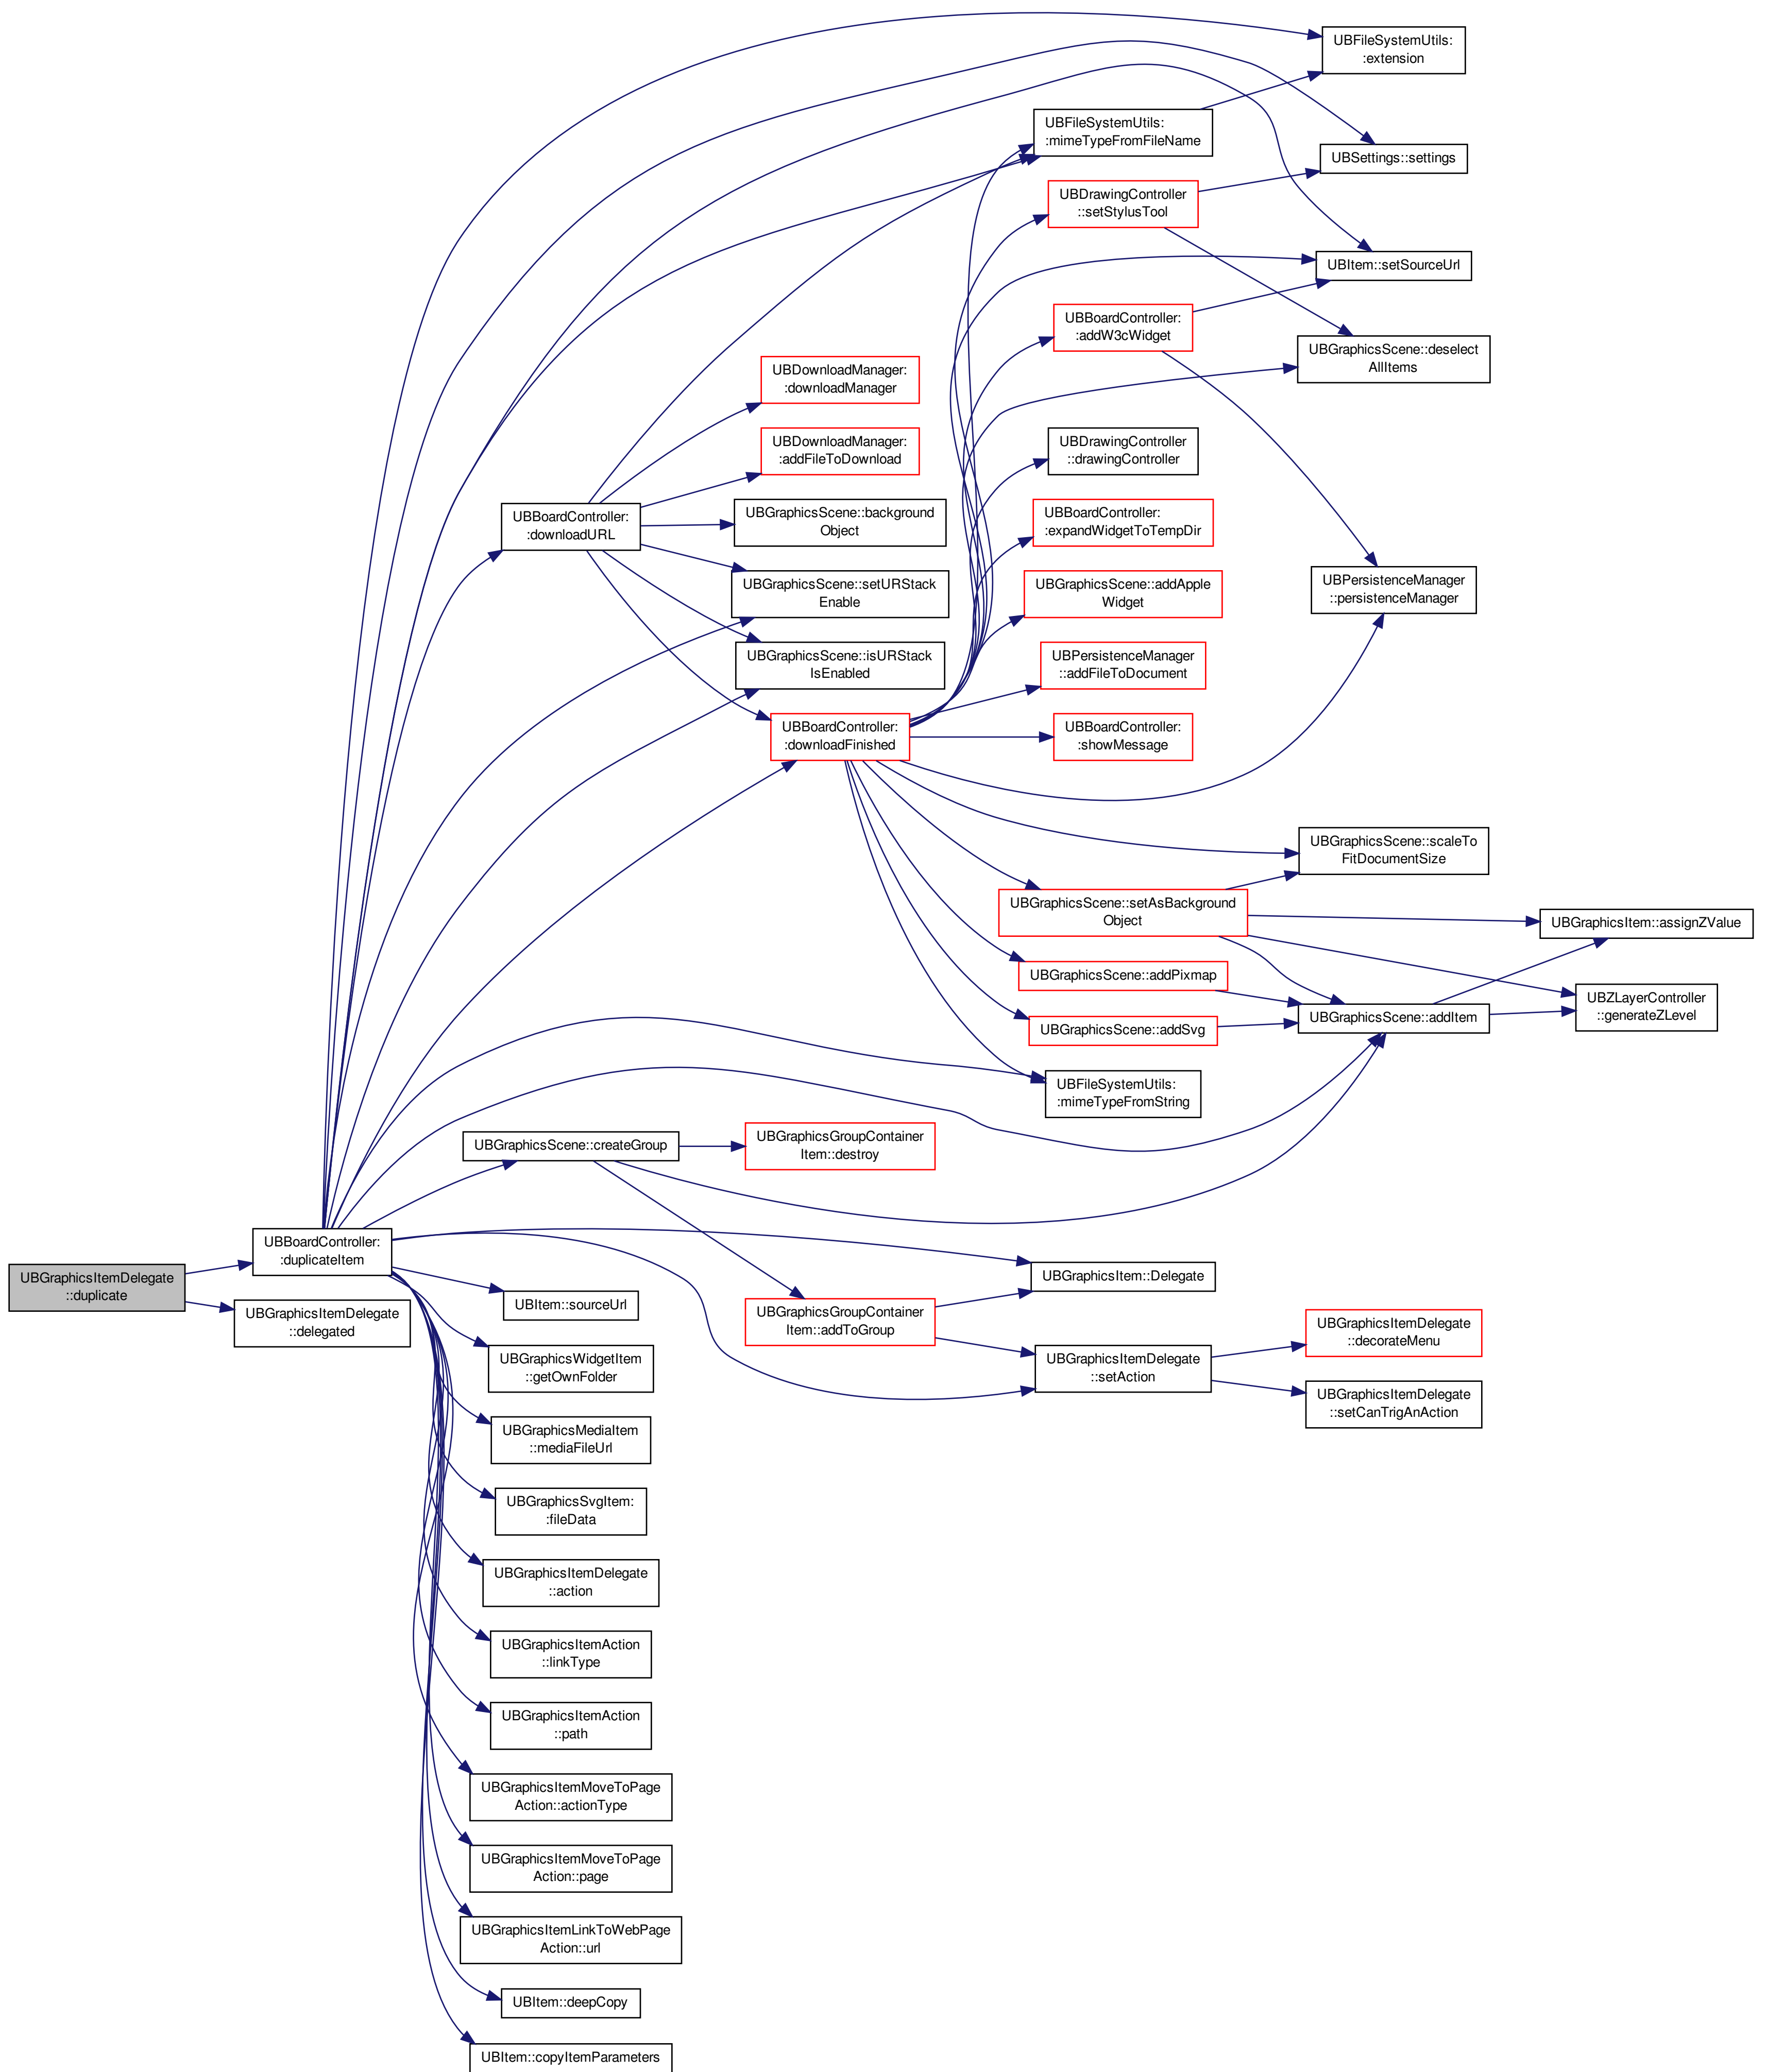 UBFileSystemUtils:
:extension
UBFileSystemUtils:
:mimeTypeFromFileName
UBSettings::settings
UBDrawingController
::setStylusTool
UBItem::setSourceUrl
UBBoardController:
:addW3cWidget
UBGraphicsScene::deselect
AllItems
UBDownloadManager:
:downloadManager
UBDownloadManager:
:addFileToDownload
UBDrawingController
::drawingController
UBBoardController:
:downloadURL
UBGraphicsScene::background
Object
UBBoardController:
:expandWidgetToTempDir
UBGraphicsScene::setURStack
Enable
UBGraphicsScene::addApple
Widget
UBPersistenceManager
::persistenceManager
UBGraphicsScene::isURStack
IsEnabled
UBPersistenceManager
::addFileToDocument
UBBoardController:
:downloadFinished
UBBoardController:
:showMessage
UBGraphicsScene::scaleTo
FitDocumentSize
UBGraphicsScene::setAsBackground
Object
UBGraphicsItem::assignZValue
UBGraphicsScene::addPixmap
UBZLayerController
::generateZLevel
UBGraphicsScene::addItem
UBGraphicsScene::addSvg
UBFileSystemUtils:
:mimeTypeFromString
UBGraphicsScene::createGroup
UBGraphicsGroupContainer
Item::destroy
UBBoardController:
:duplicateItem
UBGraphicsItemDelegate
::duplicate
UBGraphicsItem::Delegate
UBItem::sourceUrl
UBGraphicsItemDelegate
::delegated
UBGraphicsGroupContainer
Item::addToGroup
UBGraphicsItemDelegate
::decorateMenu
UBGraphicsWidgetItem
::getOwnFolder
UBGraphicsItemDelegate
::setAction
UBGraphicsItemDelegate
::setCanTrigAnAction
UBGraphicsMediaItem
::mediaFileUrl
UBGraphicsSvgItem:
:fileData
UBGraphicsItemDelegate
::action
UBGraphicsItemAction
::linkType
UBGraphicsItemAction
::path
UBGraphicsItemMoveToPage
Action::actionType
UBGraphicsItemMoveToPage
Action::page
UBGraphicsItemLinkToWebPage
Action::url
UBItem::deepCopy
UBItem::copyItemParameters